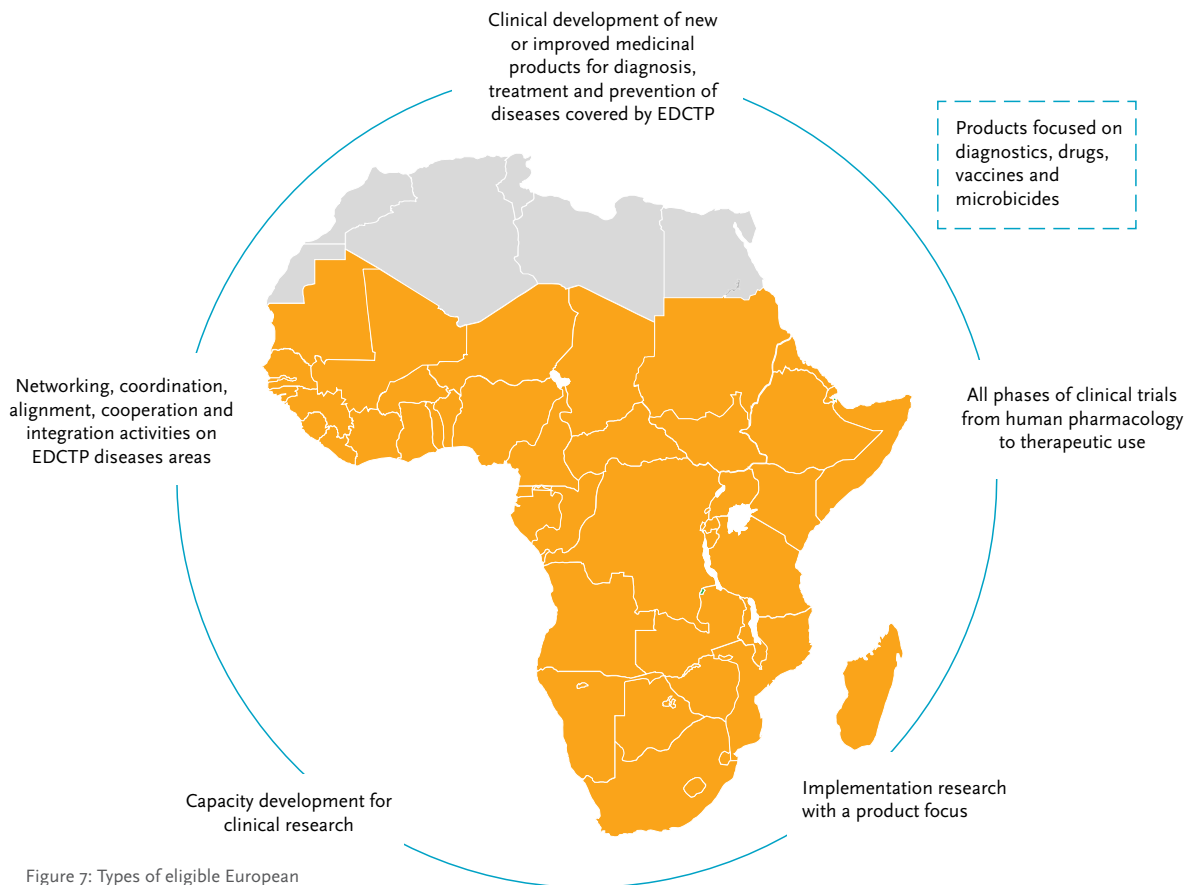 Clinical development of new
or improved medicinal
products for diagnosis,
treatment and prevention of
diseases covered by EDCTP
Products focused on
diagnostics, drugs,
vaccines and
microbicides
Networking, coordination,
alignment, cooperation and
integration activities on
EDCTP diseases areas
All phases of clinical trials
from human pharmacology
to therapeutic use
Capacity development for
clinical research
Implementation research
with a product focus
Figure 7: Types of eligible European